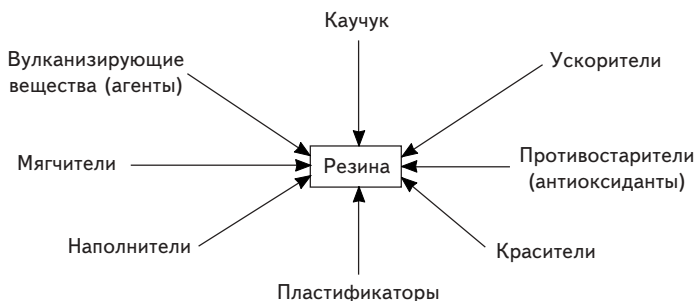 Каучук
Вулканизирующие
вещества (агенты)
Ускорители
Мягчители
Резина
Противостарители
(антиоксиданты)
Наполнители
Красители
Пластификаторы